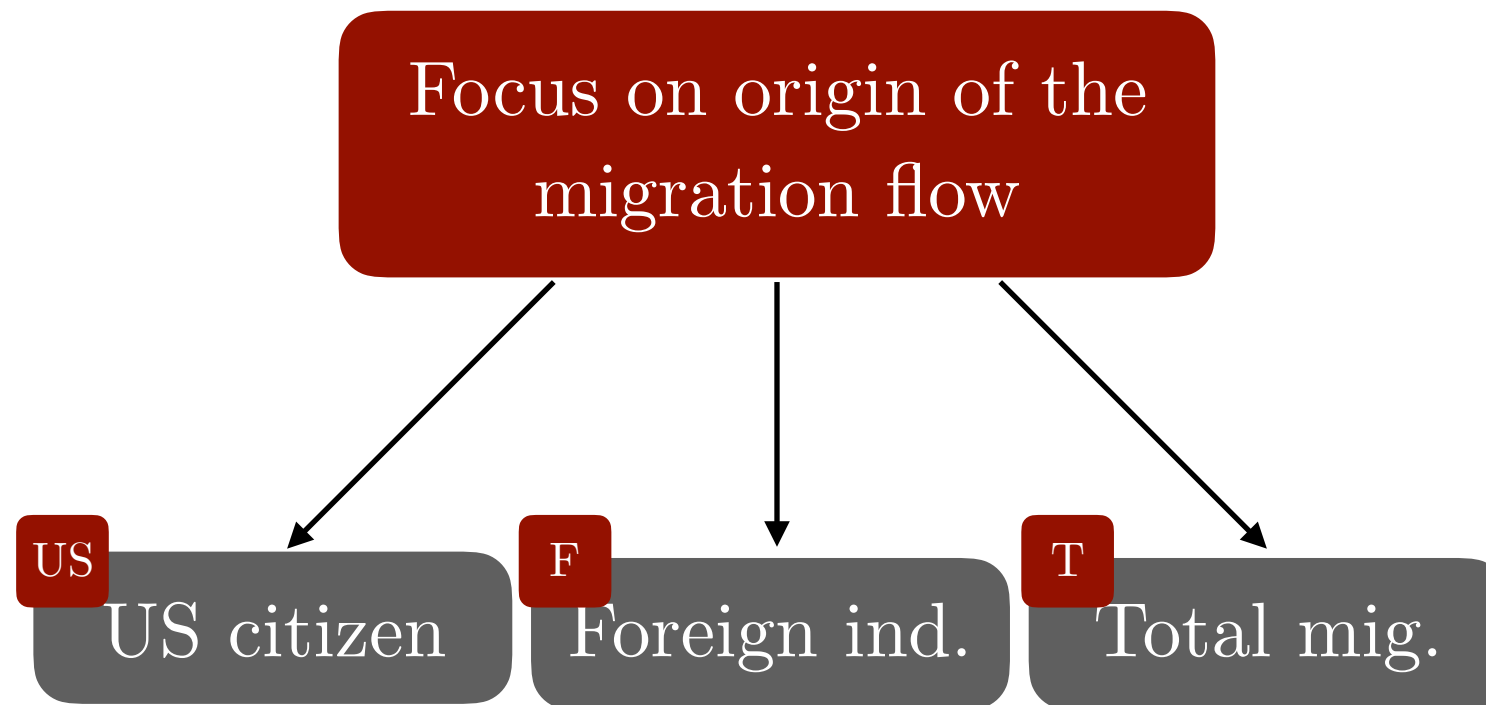 Focus on origin of the
migration flow
US
US citizen
F
Foreign ind.
T
Total mig.